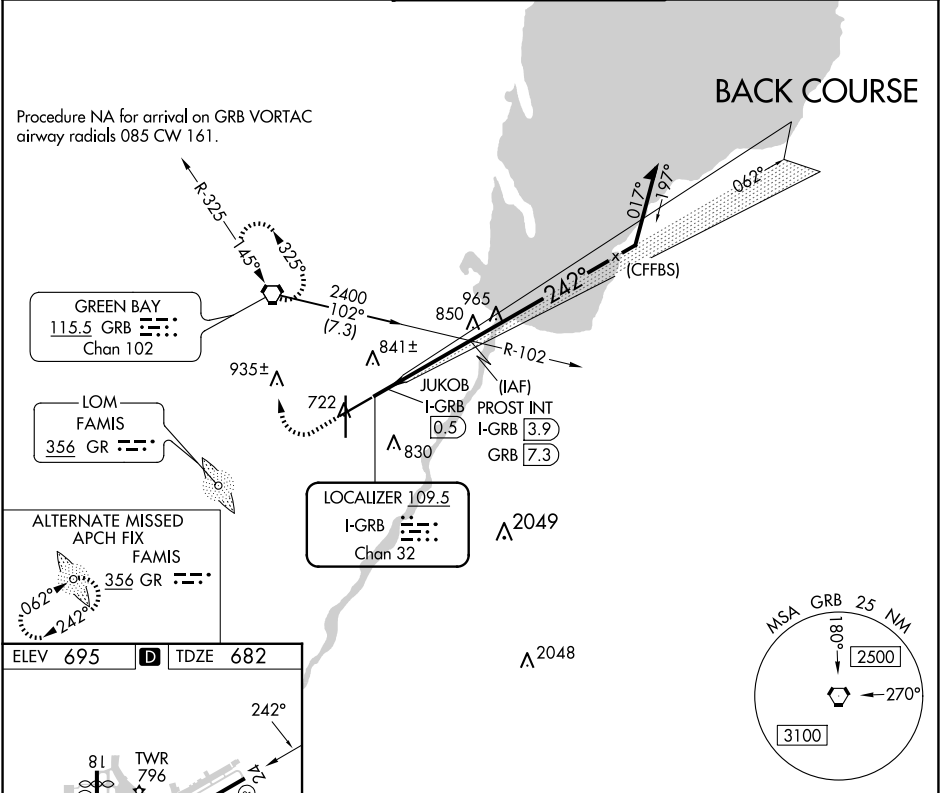 BACK COURSE
Procedure NA for arrival on GRB VORTAC
airway radials 085 CW 161.
R-325
145°
325°
017°
197°
062°
242°
(CFFBS)
GREEN BAY
115.5 GRB
Chan 102
2400
102°
(7.3)
850
965
R-102
841±
935±
722
830
JUKOB
I-GRB
0.5
(IAF)
PROST INT
I-GRB 3.9
GRB 7.3
LOM
FAMIS
356 GR
LOCALIZER 109.5
I-GRB
Chan 32
2049
2048
ALTERNATE MISSED
APCH FIX
FAMIS
356 GR
062°
242°
MSA GRB 25 NM
180°
2500
270°
3100
ELEV 695 D TDZE 682
242°
18
TWR
796
24